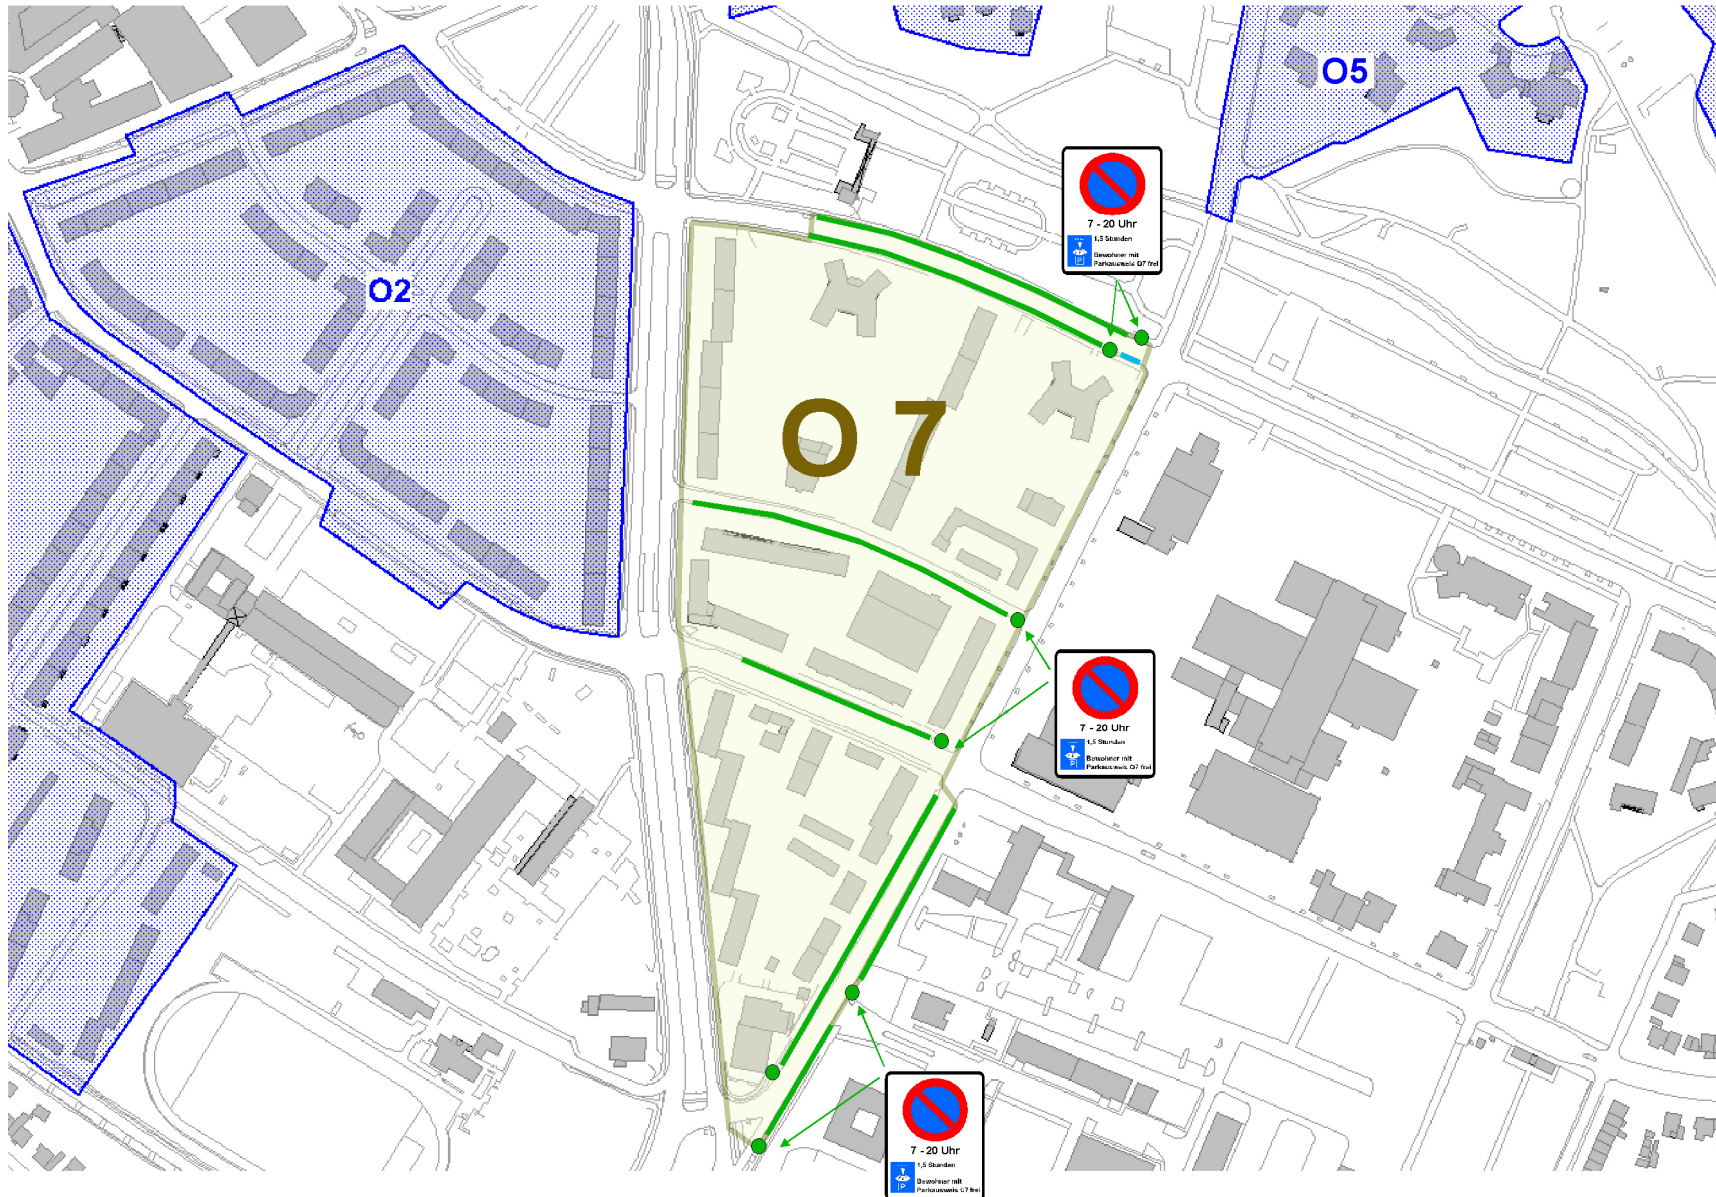 O5
7 - 20 Uhr
1,5 Stunden
Bewohner mit
Parkausweis O7 frei
O2
O 7
7 - 20 Uhr
1,5 Stunden
P
Bewohner mit
Parkausweis O7 frei
7 - 20 Uhr
1,5 Stunden
P
Bewohner mit
Parkausweis O7 frei